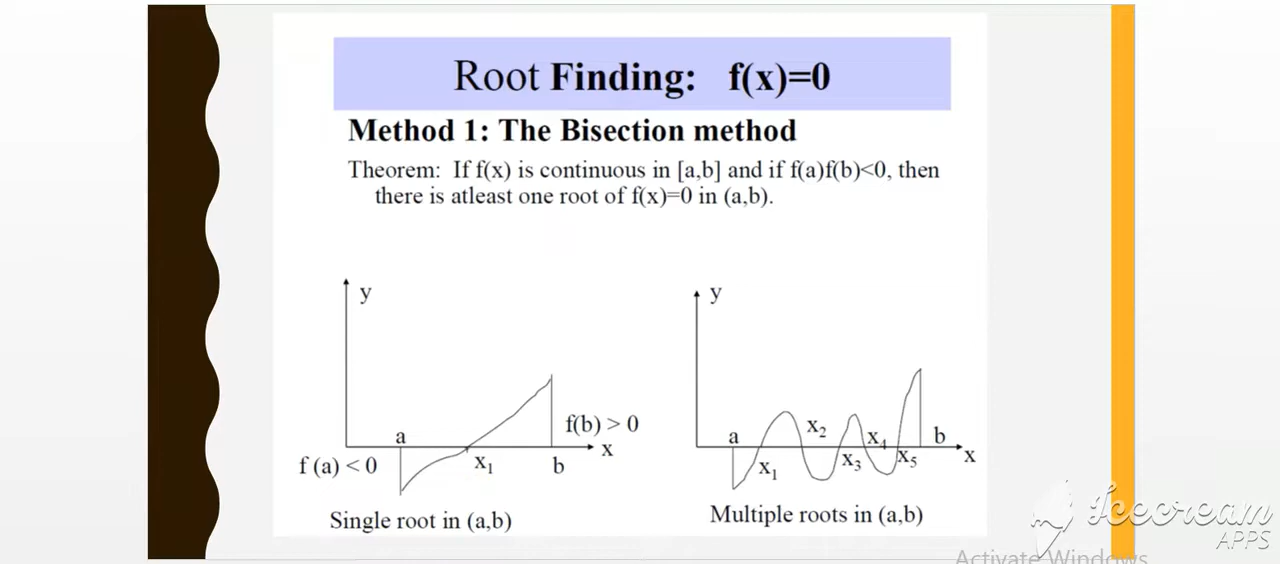 Root Finding: f(x)=0
Method 1: The Bisection method
Theorem: If f(x) is continuous in [a,b] and if f(a)f(b)<0, then
there is atleast one root of f(x)=0 in (a,b).
y
a
f(b) > 0
x
f (a) < 0
x₁
b
Single root in (a,b)
y
a
x₂
x₄
b
x₁
x₃
x₅
x
Multiple roots in (a,b)
Icecream
APPS
Activate Windows